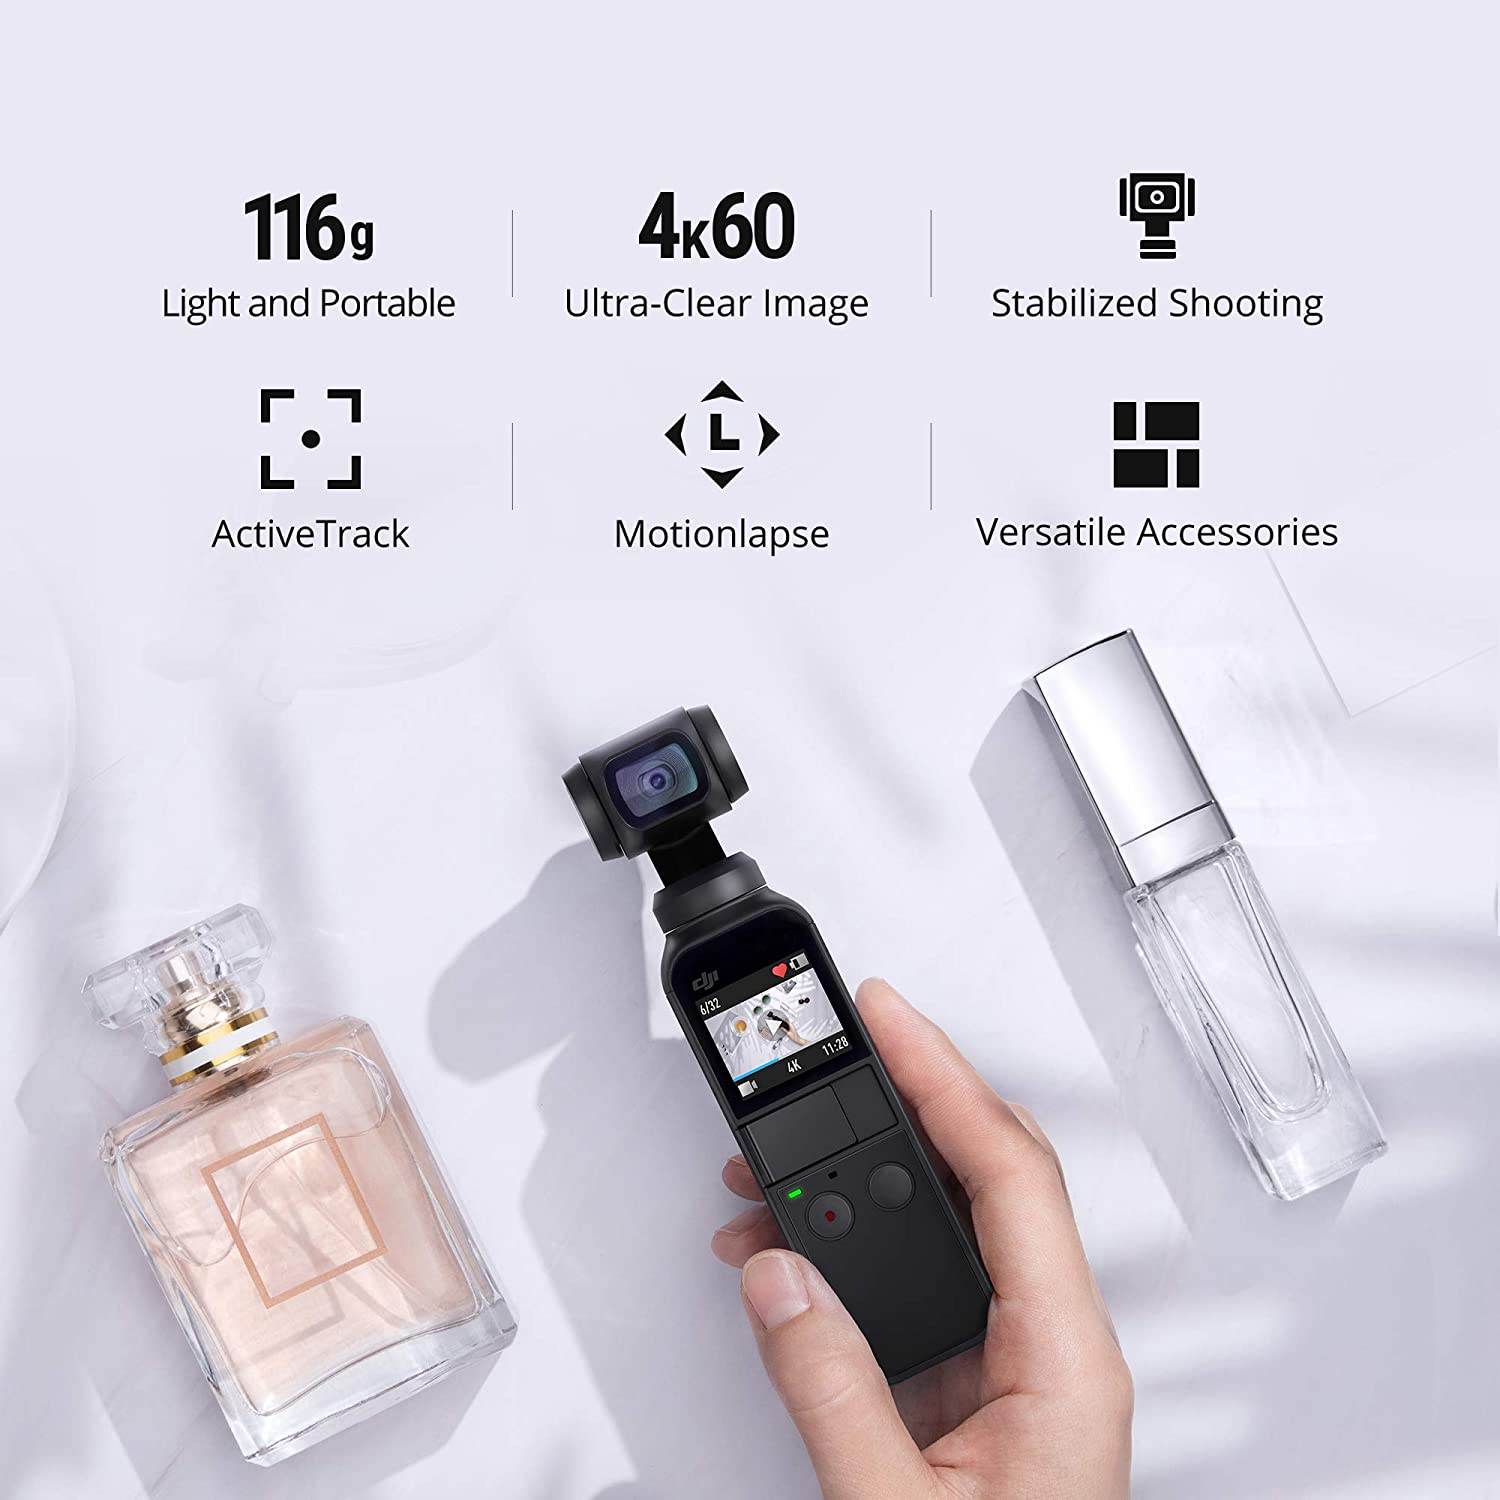 116g
4K60
Light and Portable
Ultra-Clear Image
Stabilized Shooting
L
ActiveTrack
Motionlapse
Versatile Accessories
dji
6/32
4K
11:28